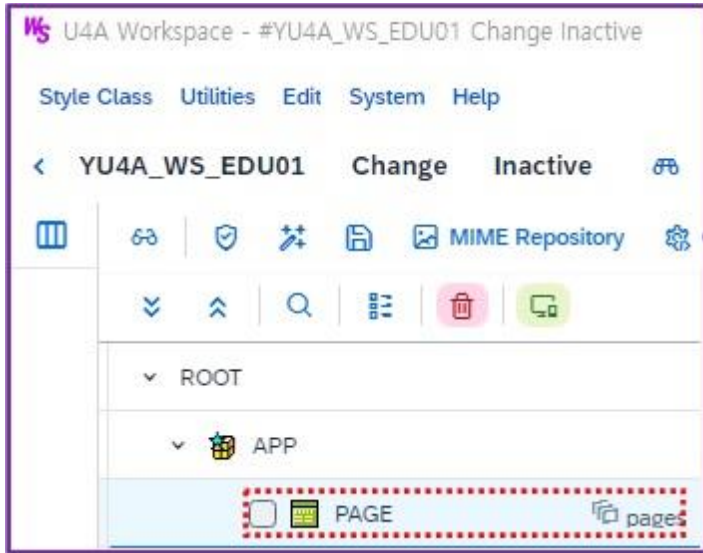 WS U4A Workspace - #YU4A_WS_EDU01 Change Inactive
Style Class Utilities Edit System Help
YU4A_WS_EDU01 Change Inactive
MIME Repository
ROOT
APP
PAGE pages